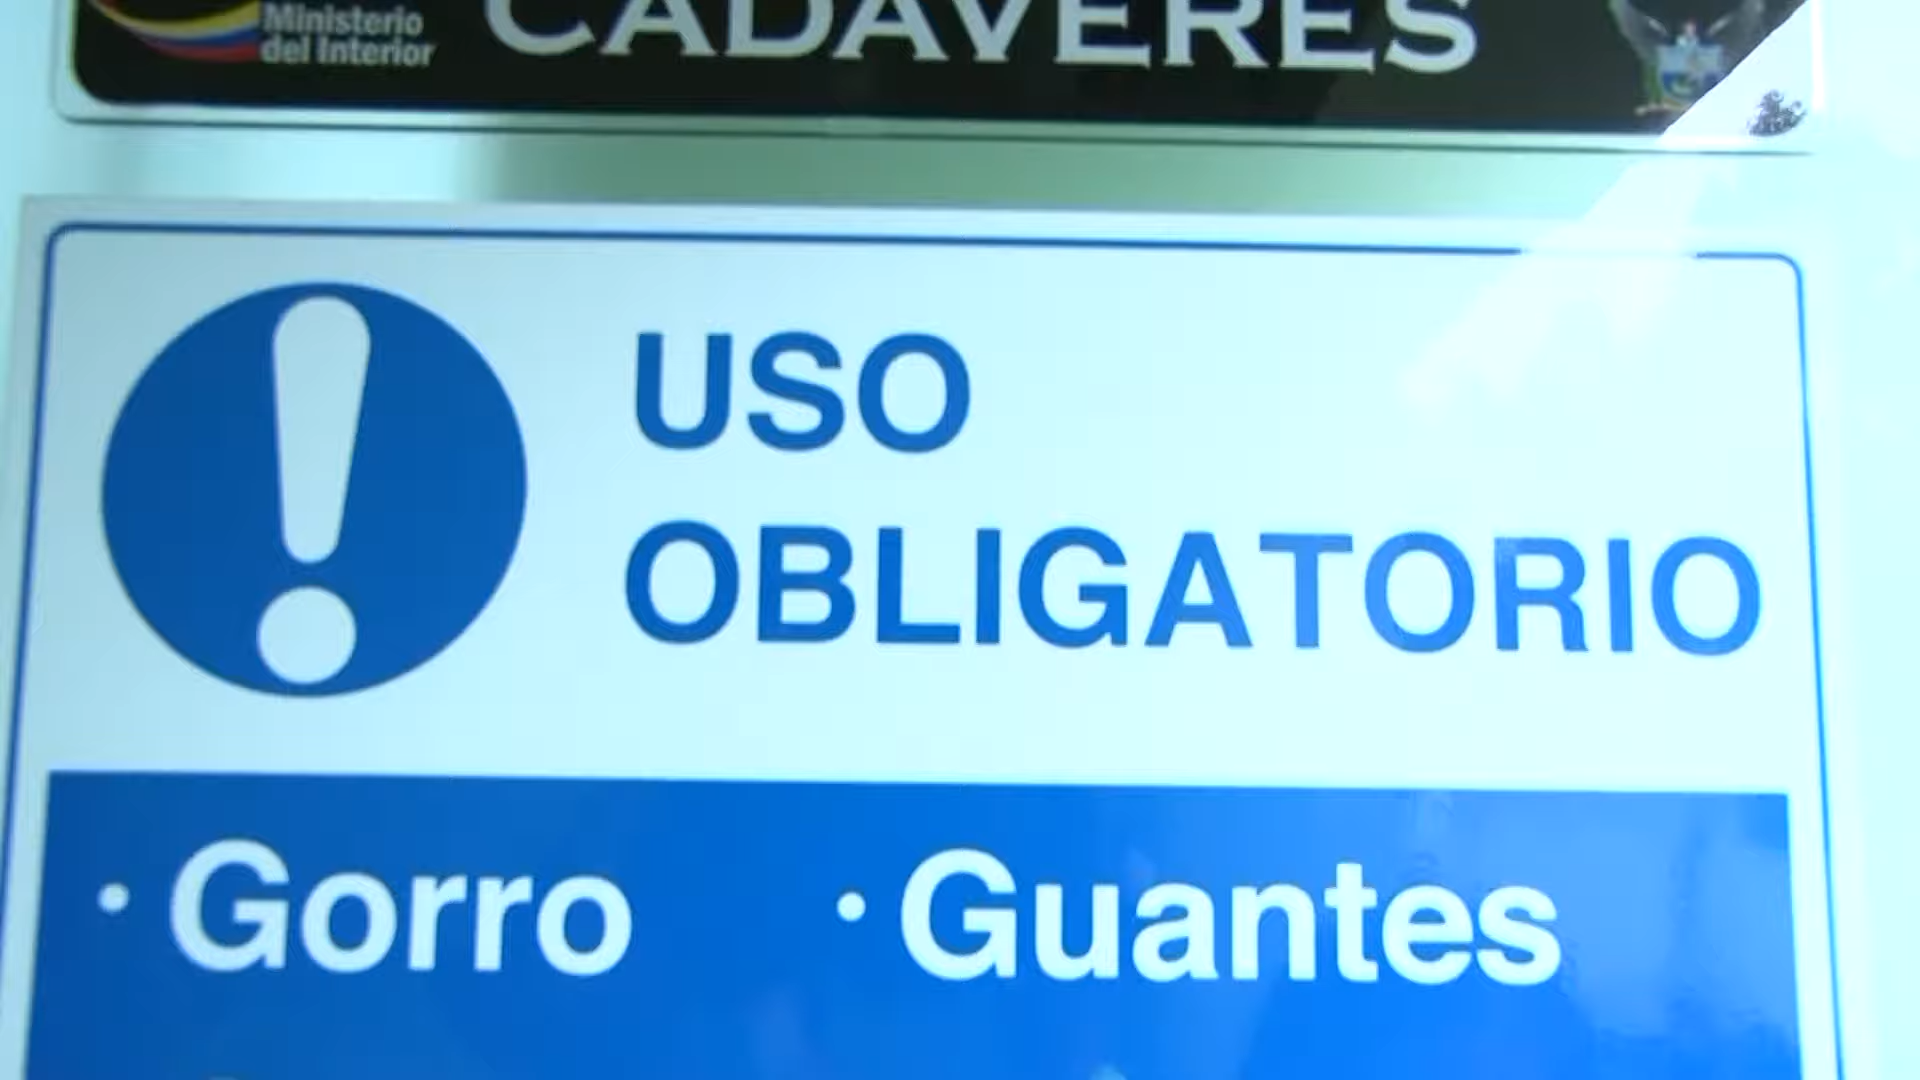 Ministerio
del Interior
CADAVERES
USO
OBLIGATORIO
· Gorro
· Guantes